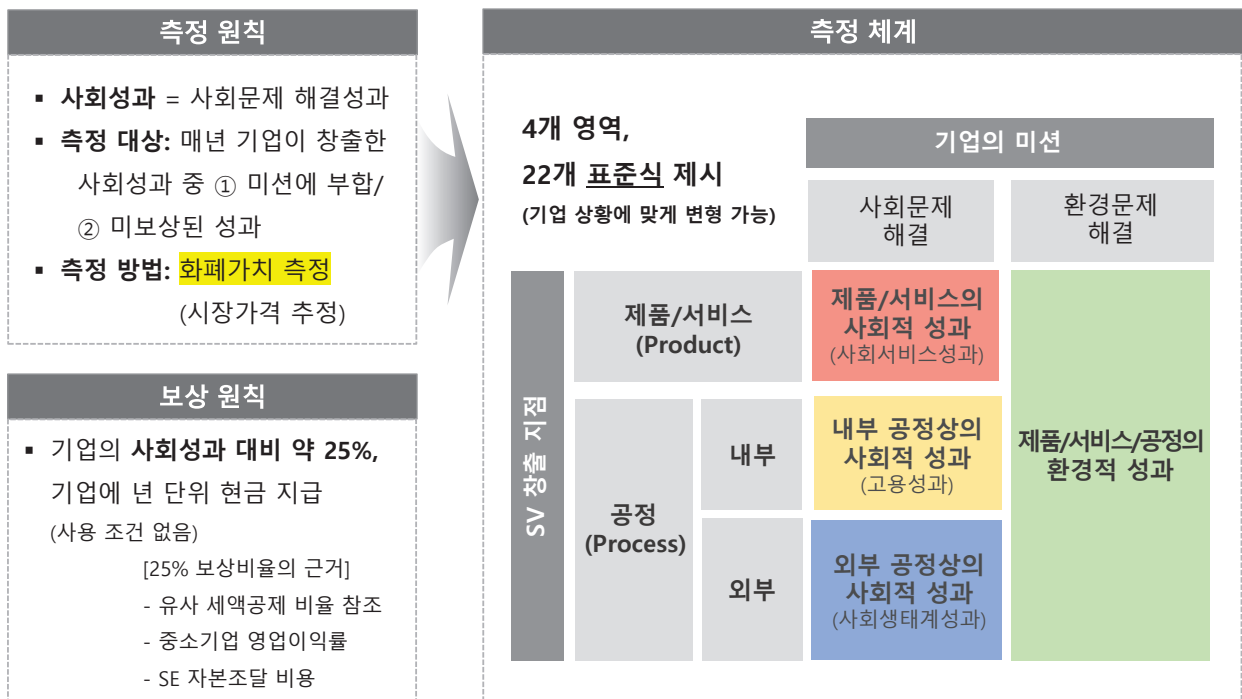 측정 원칙
▪ 사회성과 = 사회문제 해결성과
▪ 측정 대상: 매년 기업이 창출한
사회성과 중 ① 미션에 부합/
② 미보상된 성과
▪ 측정 방법: 화폐가치 측정
(시장가격 추정)
보상 원칙
▪ 기업의 사회성과 대비 약 25%,
기업에 년 단위 현금 지급
(사용 조건 없음)
[25% 보상비율의 근거]
- 유사 세액공제 비율 참조
- 중소기업 영업이익률
- SE 자본조달 비용
측정 체계
4개 영역,
22개 표준식 제시
(기업 상황에 맞게 변형 가능)
기업의 미션
사회문제
해결
환경문제
해결
SV 창출 지점
제품/서비스
(Product)
제품/서비스의
사회적 성과
(사회서비스성과)
공정
(Process)
내부
내부 공정상의
사회적 성과
(고용성과)
외부
외부 공정상의
사회적 성과
(사회생태계성과)
제품/서비스/공정의
환경적 성과